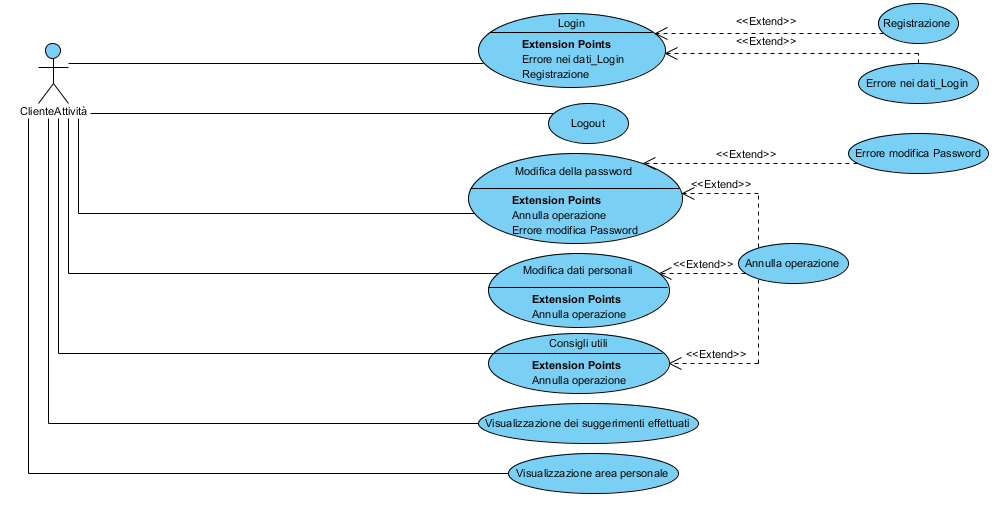 ClienteAttività
Login
Extension Points
Errore nei dati_Login
Registrazione
<<Extend>>
Registrazione
<<Extend>>
Errore nei dati_Login
Logout
Modifica della password
Extension Points
Annulla operazione
Errore modifica Password
<<Extend>>
Errore modifica Password
<<Extend>>
Modifica dati personali
Extension Points
Annulla operazione
<<Extend>>
Annulla operazione
Consigli utili
Extension Points
Annulla operazione
<<Extend>>
Visualizzazione dei suggerimenti effettuati
Visualizzazione area personale